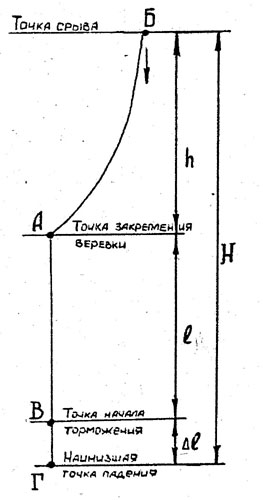 Точка срыва
Б
h
А
Точка закрепления
веревки
H
l
В
Точка начала
торможения
Δl
Наинизшая
Г
точка падения